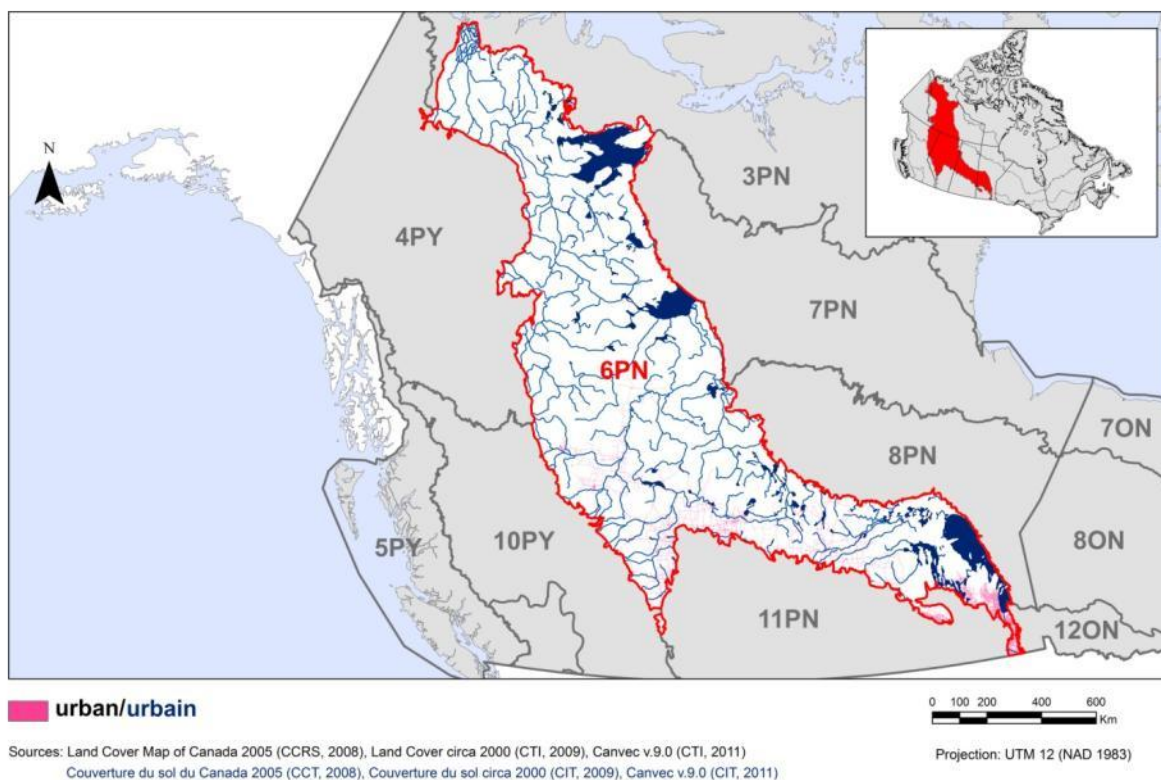 N
3PN
4PY
7PN
6PN
7ON
8PN
8ON
5PY
10PY
11PN
12ON
urban/urbain
0 100 200 400 600
Km
Sources: Land Cover Map of Canada 2005 (CCRS, 2008), Land Cover circa 2000 (CTI, 2009), Canvec v.9.0 (CTI, 2011)
Projection: UTM 12 (NAD 1983)
Couverture du sol du Canada 2005 (CCT, 2008), Couverture du sol circa 2000 (CIT, 2009), Canvec v.9.0 (CIT, 2011)